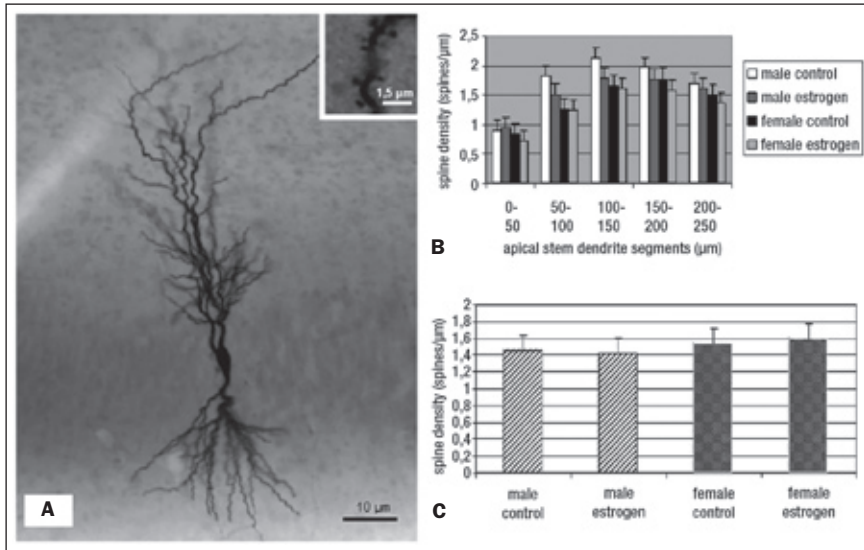 1,5 µm
A
10 µm
spine density (spines/µm)
2,5
2
1,5
1
0,5
0
0-
50
50-
100
100-
150
150-
200
200-
250
apical stem dendrite segments (µm)
male control
male estrogen
female control
female estrogen
B
spine density (spines/µm)
2
1,8
1,6
1,4
1,2
1
0,8
0,6
0,4
0,2
0
male
control
male
estrogen
female
control
female
estrogen
C